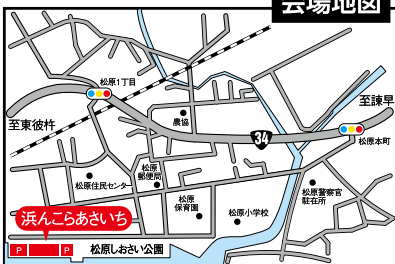 会場地図
松原1丁目
至諫早
至東彼杵
農協
34
松原本町
松原
郵便局
松原住民センター
松原
保育園
松原小学校
松原警察官
駐在所
浜んこらあさいち
P
P
松原しおさい公園